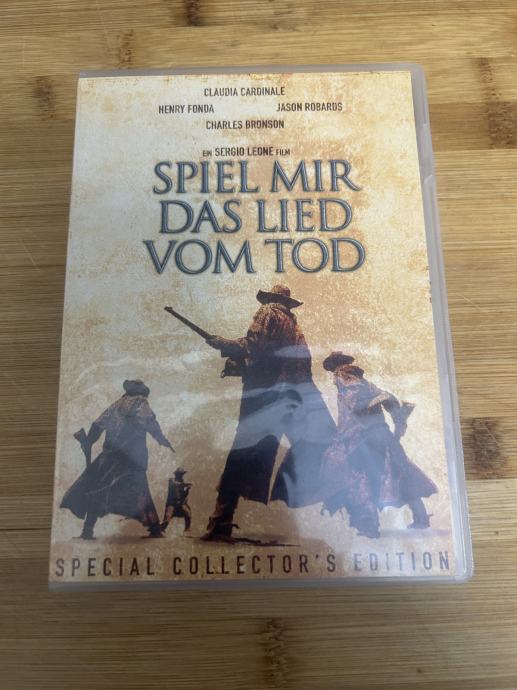 CLAUDIA CARDINALE
HENRY FONDA JASON ROBARDS
CHARLES BRONSON
EIN SERGIO LEONE FILM
SPIEL MIR
DAS LIED
VOM TOD
SPECIAL COLLECTOR'S EDITION